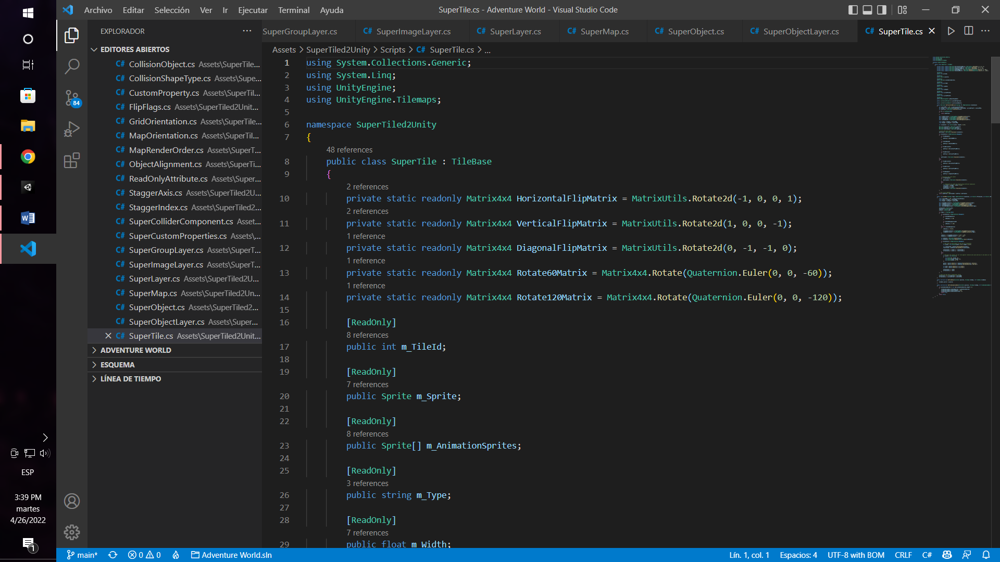 Archivo Editar Selección Ver Ir Ejecutar Terminal Ayuda
SuperTile.cs - Adventure World - Visual Studio Code
EXPLORADOR
SuperGroupLayer.cs
C# SuperImageLayer.cs
C# SuperLayer.cs
C# SuperMap.cs
C# SuperObject.cs
C# SuperObjectLayer.cs
C# SuperTile.cs
EDITORES ABIERTOS
C# CollisionObject.cs Assets\SuperTile...
C# CollisionShapeType.cs Assets\Supe...
C# CustomProperty.cs Assets\SuperTil...
C# FlipFlags.cs Assets\SuperTiled2Unit...
C# GridOrientation.cs Assets\SuperTile...
C# MapOrientation.cs Assets\SuperTil...
C# MapRenderOrder.cs Assets\SuperT...
C# ObjectAlignment.cs Assets\SuperTi...
C# ReadOnlyAttribute.cs Assets\Super...
C# StaggerAxis.cs Assets\SuperTiled2U...
C# StaggerIndex.cs Assets\SuperTiled2...
C# SuperColliderComponent.cs Asset...
C# SuperCustomProperties.cs Assets\...
C# SuperGroupLayer.cs Assets\SuperT...
C# SuperImageLayer.cs Assets\SuperT...
C# SuperLayer.cs Assets\SuperTiled2U...
C# SuperMap.cs Assets\SuperTiled2Un...
C# SuperObject.cs Assets\SuperTiled2...
C# SuperObjectLayer.cs Assets\Super...
C# SuperTile.cs Assets\SuperTiled2Unit...
ADVENTURE WORLD
ESQUEMA
LÍNEA DE TIEMPO
84
Assets > SuperTiled2Unity > Scripts > C# SuperTile.cs > ...
1 using System.Collections.Generic;
2 using System.Linq;
3 using UnityEngine;
4 using UnityEngine.Tilemaps;
5
6 namespace SuperTiled2Unity
7 {
48 references
8 public class SuperTile : TileBase
9 {
2 references
10 private static readonly Matrix4x4 HorizontalFlipMatrix = MatrixUtils.Rotate2d(-1, 0, 0, 1);
2 references
11 private static readonly Matrix4x4 VerticalFlipMatrix = MatrixUtils.Rotate2d(1, 0, 0, -1);
1 reference
12 private static readonly Matrix4x4 DiagonalFlipMatrix = MatrixUtils.Rotate2d(0, -1, -1, 0);
1 reference
13 private static readonly Matrix4x4 Rotate60Matrix = Matrix4x4.Rotate(Quaternion.Euler(0, 0, -60));
1 reference
14 private static readonly Matrix4x4 Rotate120Matrix = Matrix4x4.Rotate(Quaternion.Euler(0, 0, -120));
15
16 [ReadOnly]
8 references
17 public int m_TileId;
18
19 [ReadOnly]
7 references
20 public Sprite m_Sprite;
21
22 [ReadOnly]
8 references
23 public Sprite[] m_AnimationSprites;
24
25 [ReadOnly]
3 references
26 public string m_Type;
27
28 [ReadOnly]
7 references
29 public float m_Width;
ESP
3:39 PM
martes
4/26/2022
1
main* 0 0 Adventure World.sln
Lín. 1, col. 1 Espacios: 4 UTF-8 with BOM CRLF C#